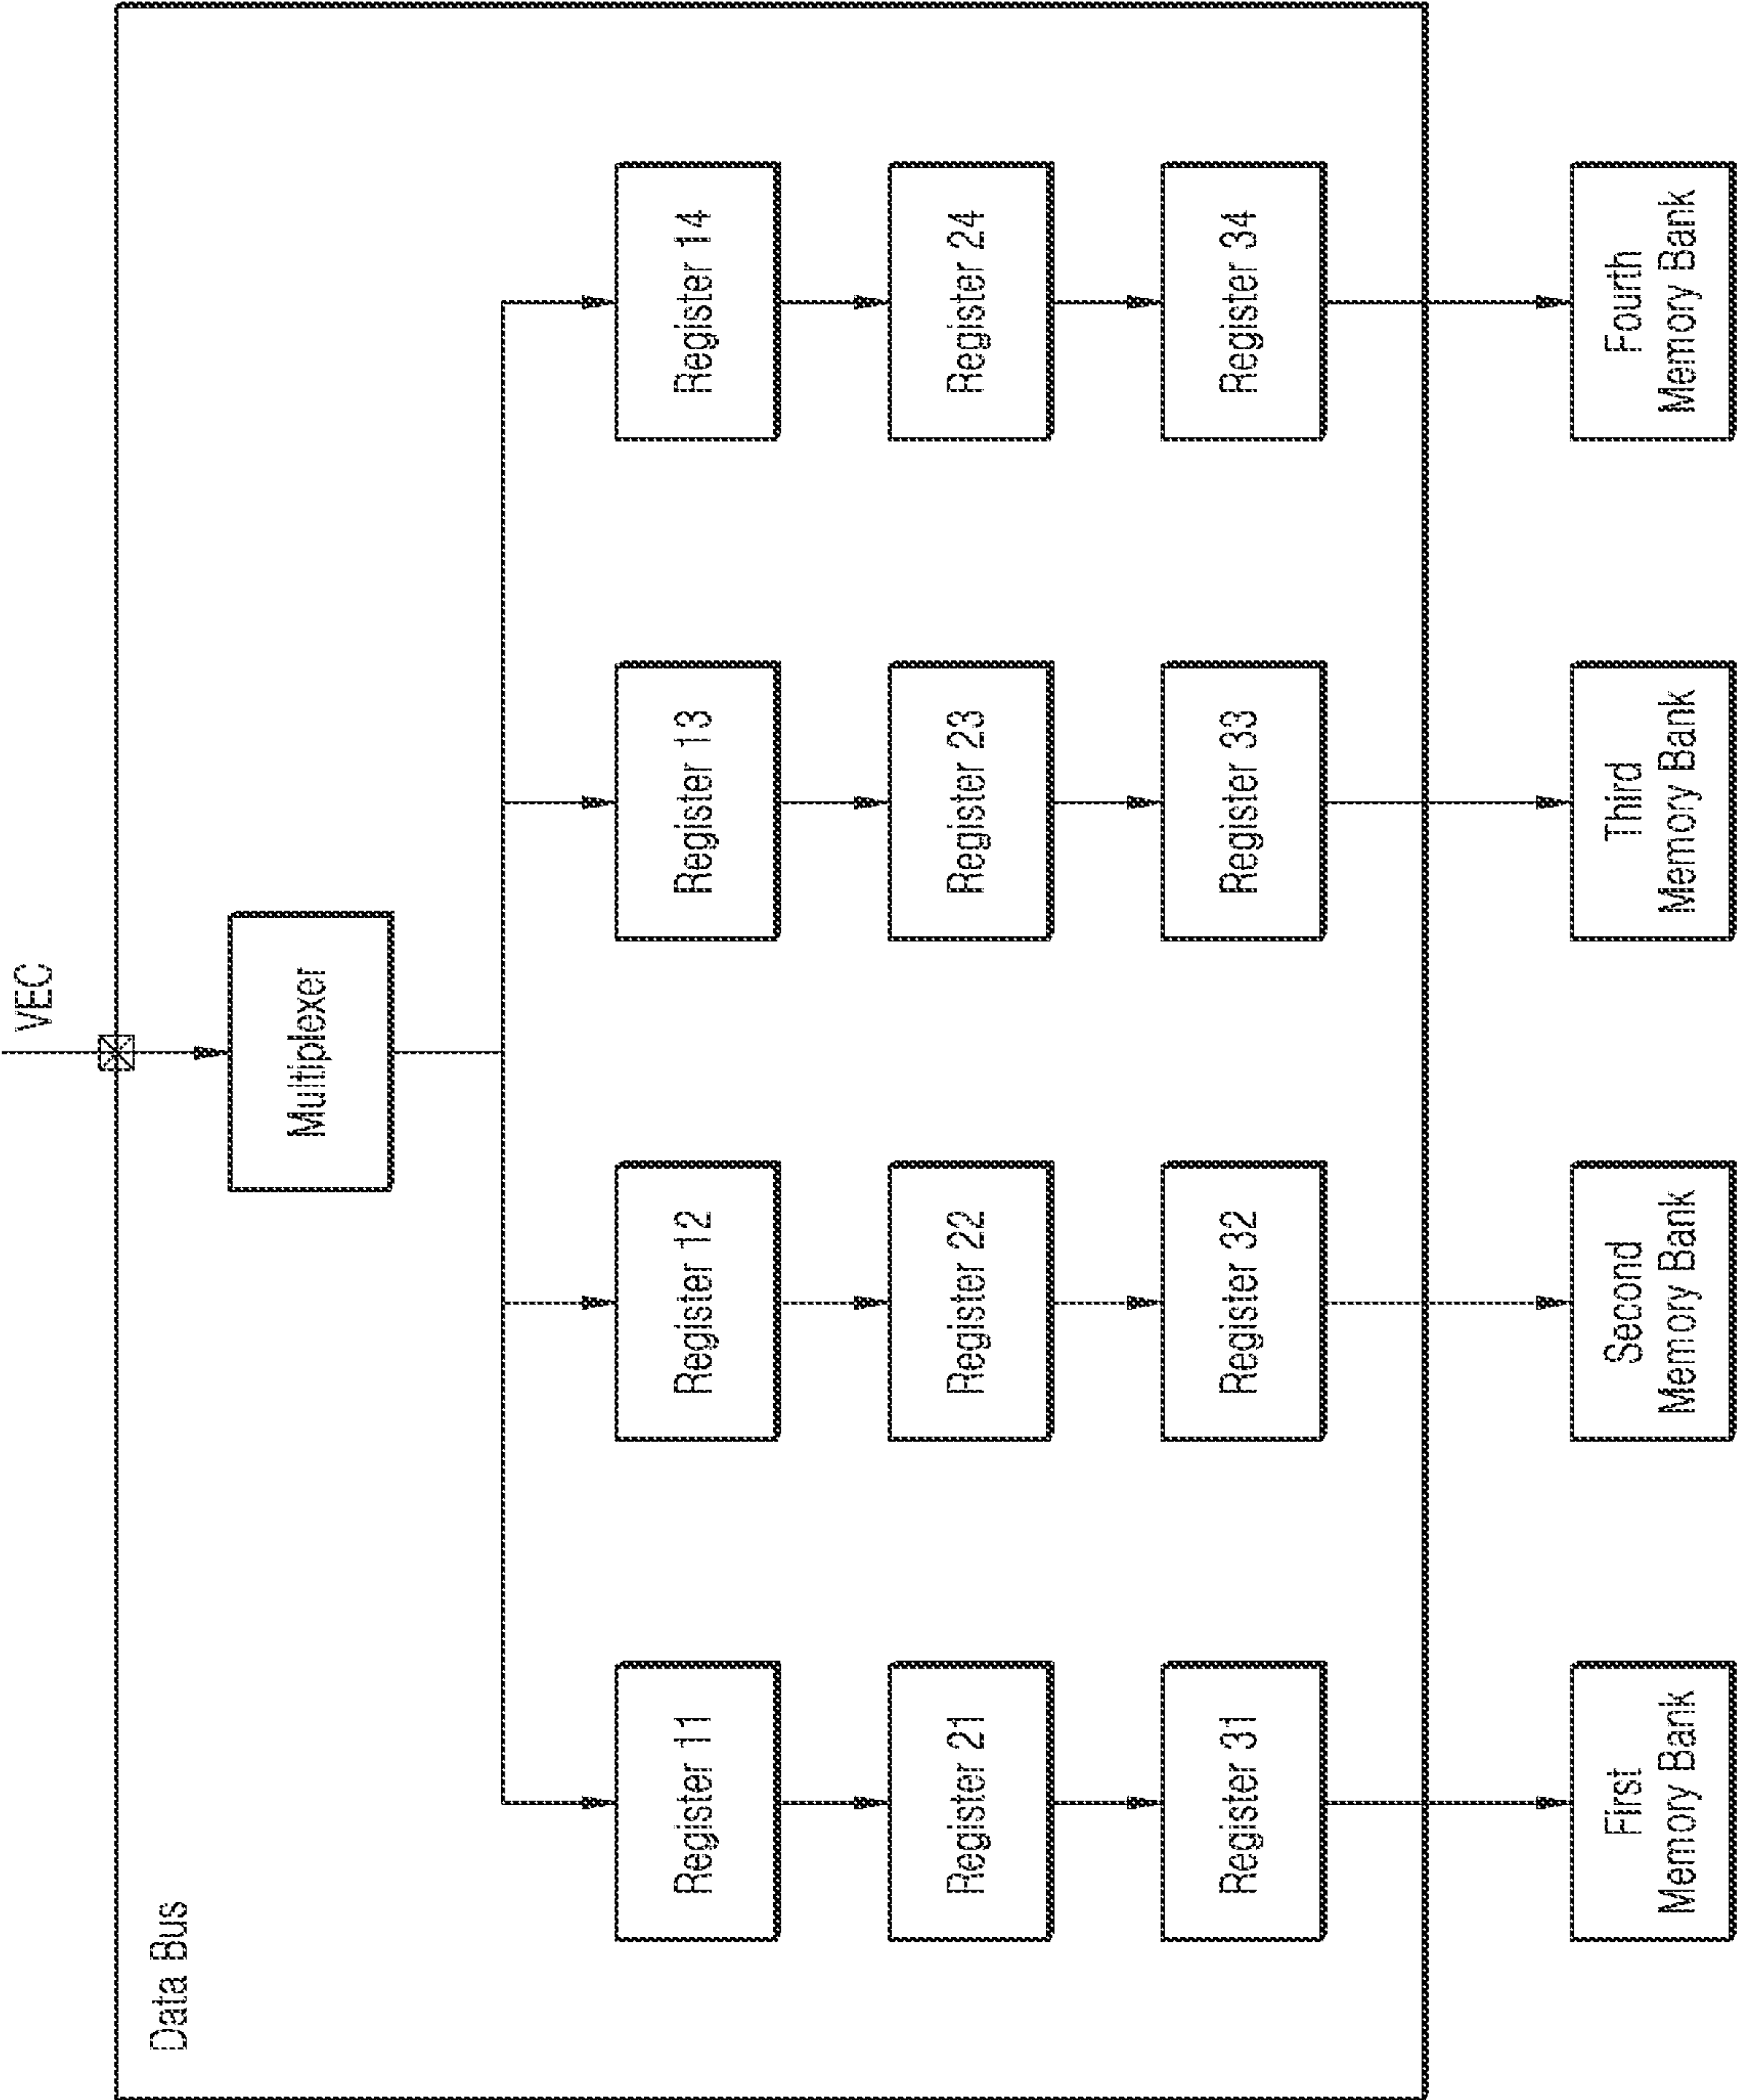 VEC
Data Bus
Multiplexer
Register 11
Register 12
Register 13
Register 14
Register 21
Register 22
Register 23
Register 24
Register 31
Register 32
Register 33
Register 34
First
Memory Bank
Second
Memory Bank
Third
Memory Bank
Fourth
Memory Bank